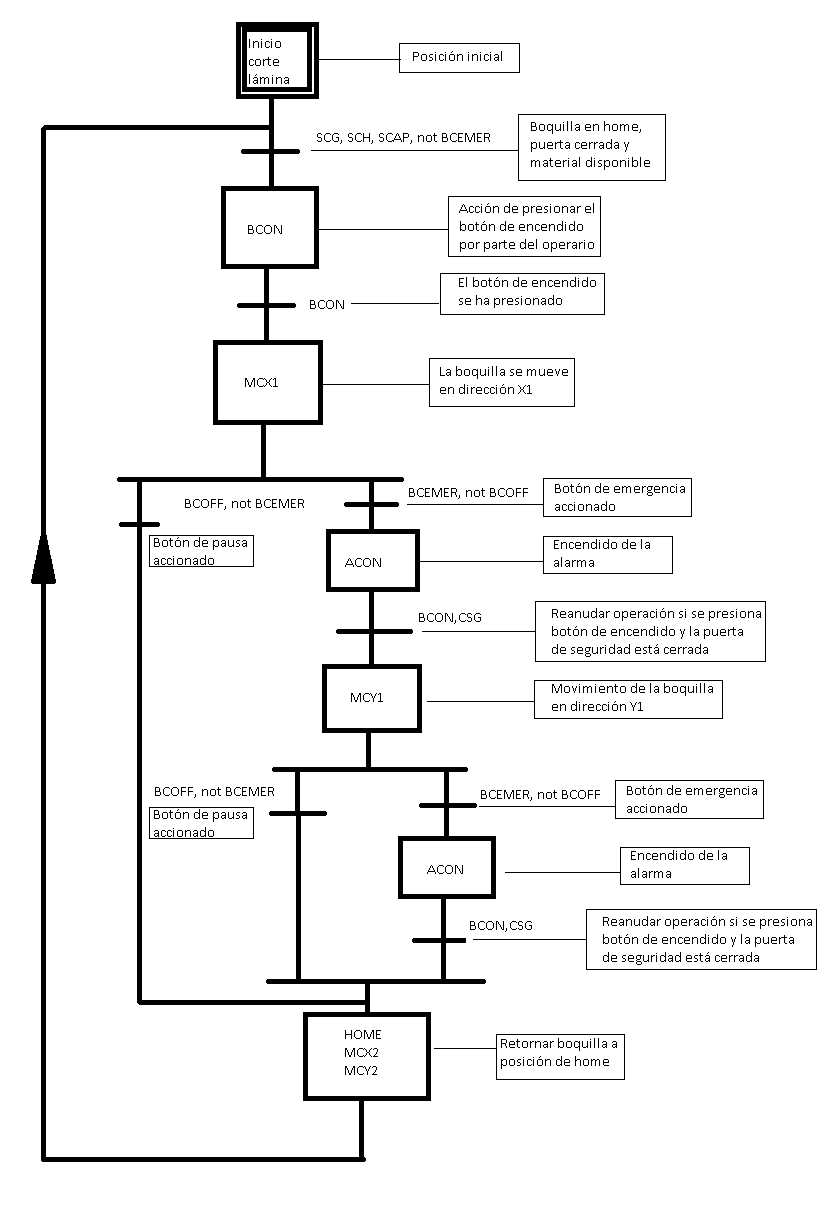 Inicio
corte
lámina
Posición inicial
SCG, SCH, SCAP, not BCEMER
Boquilla en home,
puerta cerrada y
material disponible
BCON
Acción de presionar el
botón de encendido
por parte del operario
BCON
El botón de encendido
se ha presionado
MCX1
La boquilla se mueve
en dirección X1
BCOFF, not BCEMER
Botón de pausa
accionado
BCEMER, not BCOFF
Botón de emergencia
accionado
ACON
Encendido de la
alarma
BCON,CSG
Reanudar operación si se presiona
botón de encendido y la puerta
de seguridad está cerrada
MCY1
Movimiento de la boquilla
en dirección Y1
BCOFF, not BCEMER
Botón de pausa
accionado
BCEMER, not BCOFF
Botón de emergencia
accionado
ACON
Encendido de la
alarma
BCON,CSG
Reanudar operación si se presiona
botón de encendido y la puerta
de seguridad está cerrada
HOME
MCX2
MCY2
Retornar boquilla a
posición de home